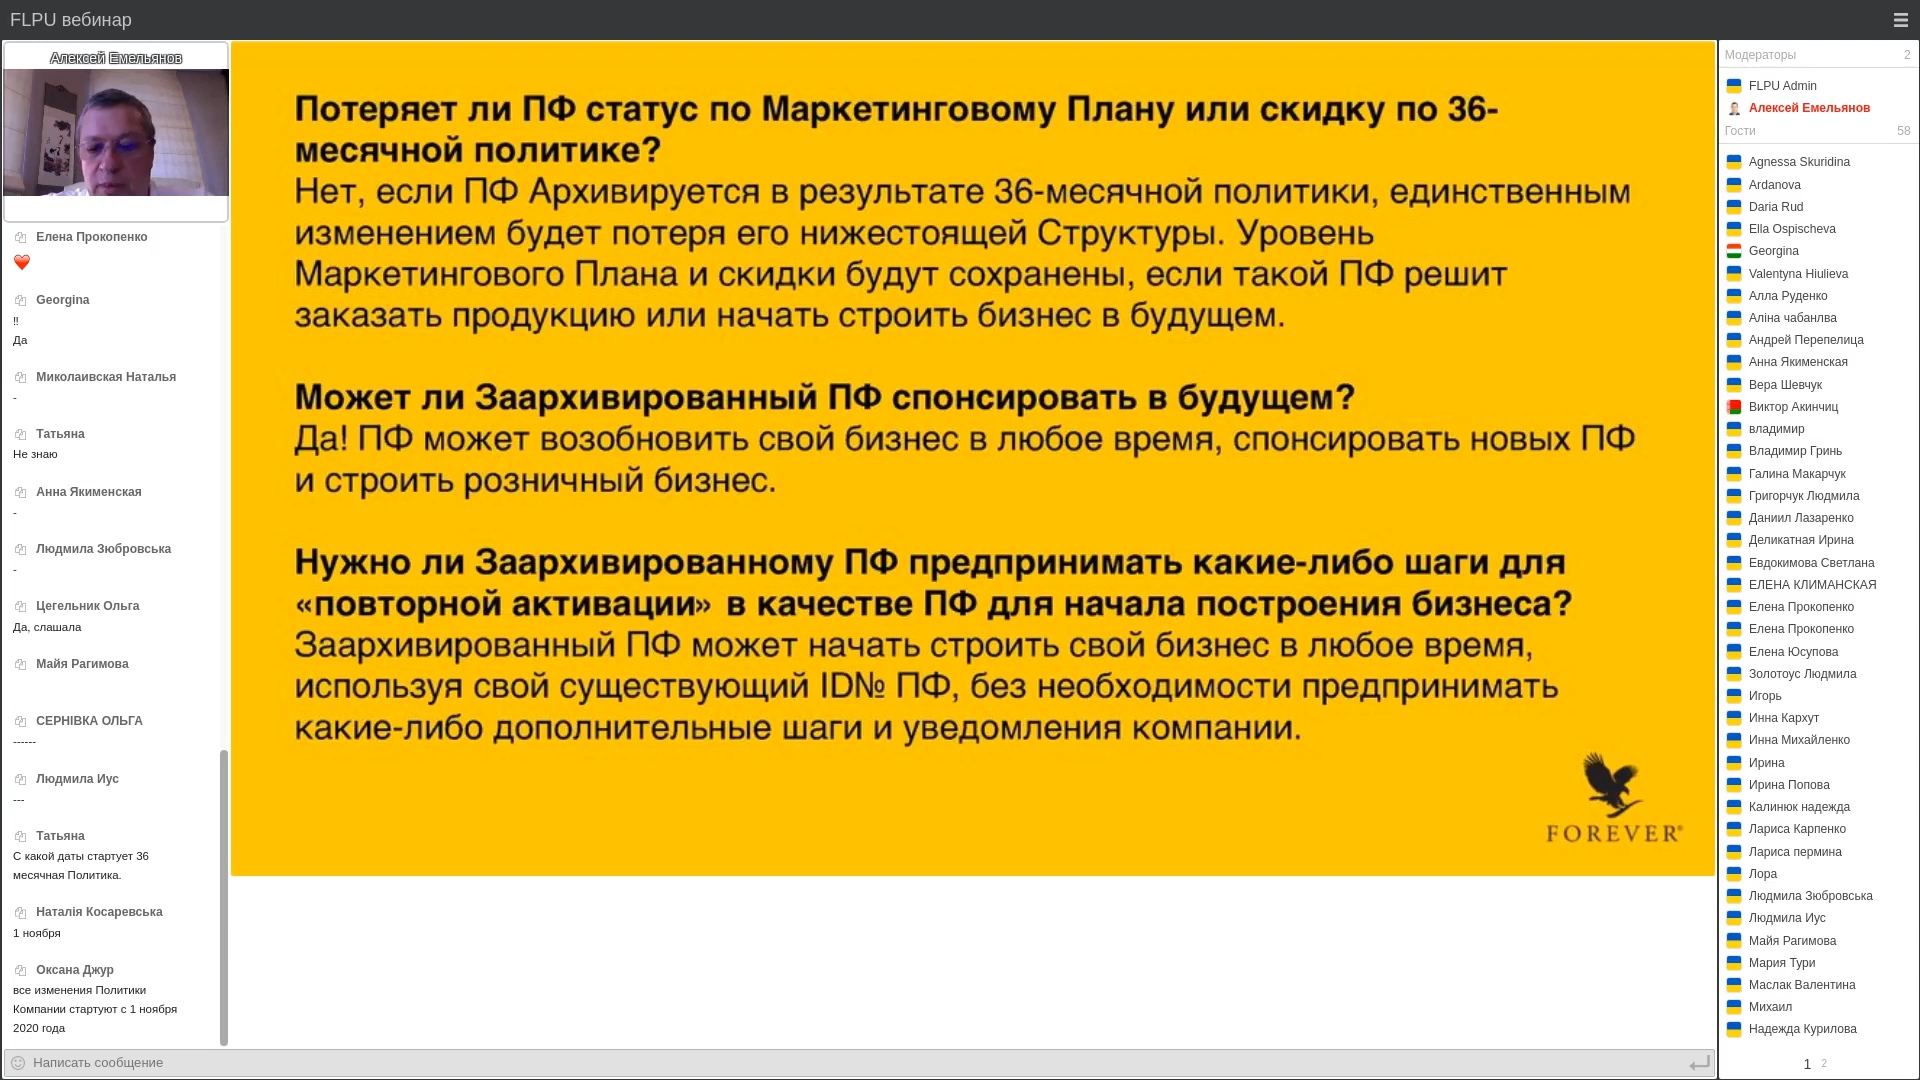 FLPU вебинар
Алексей Емельянов
Елена Прокопенко
❤️
Georgina
!!
Да
Миколаивская Наталья
-
Татьяна
Не знаю
Анна Якименская
-
Людмила Зюбровська
-
Цегельник Ольга
Да, слашала
Майя Рагимова
СЕРНІВКА ОЛЬГА
------
Людмила Иус
---
Татьяна
С какой даты стартует 36
месячная Политика.
Наталія Косаревська
1 ноября
Оксана Джур
все изменения Политики
Компании стартуют с 1 ноября
2020 года
Написать сообщение
Потеряет ли ПФ статус по Маркетинговому Плану или скидку по 36-
месячной политике?
Нет, если ПФ Архивируется в результате 36-месячной политики, единственным
изменением будет потеря его нижестоящей Структуры. Уровень
Маркетингового Плана и скидки будут сохранены, если такой ПФ решит
заказать продукцию или начать строить бизнес в будущем.
Может ли Заархивированный ПФ спонсировать в будущем?
Да! ПФ может возобновить свой бизнес в любое время, спонсировать новых ПФ
и строить розничный бизнес.
Нужно ли Заархивированному ПФ предпринимать какие-либо шаги для
«повторной активации» в качестве ПФ для начала построения бизнеса?
Заархивированный ПФ может начать строить свой бизнес в любое время,
используя свой существующий ID№ ПФ, без необходимости предпринимать
какие-либо дополнительные шаги и уведомления компании.
FOREVER®
Модераторы 2
FLPU Admin
Алексей Емельянов
Гости 58
Agnessa Skuridina
Ardanova
Daria Rud
Ella Ospischeva
Georgina
Valentyna Hiulieva
Алла Руденко
Аліна чабанлва
Андрей Перепелица
Анна Якименская
Вера Шевчук
Виктор Акинчиц
владимир
Владимир Гринь
Галина Макарчук
Григорчук Людмила
Даниил Лазаренко
Деликатная Ирина
Евдокимова Светлана
ЕЛЕНА КЛИМАНСКАЯ
Елена Прокопенко
Елена Прокопенко
Елена Юсупова
Золотоус Людмила
Игорь
Инна Кархут
Инна Михайленко
Ирина
Ирина Попова
Калинюк надежда
Лариса Карпенко
Лариса пермина
Лора
Людмила Зюбровська
Людмила Иус
Майя Рагимова
Мария Тури
Маслак Валентина
Михаил
Надежда Курилова
1 2